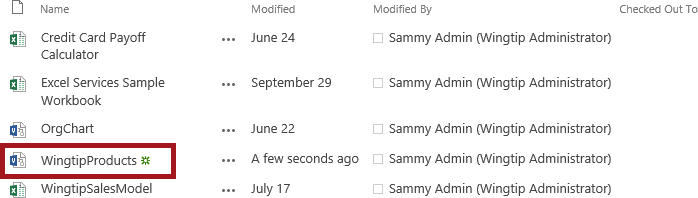 Name Modified Modified By Checked Out To
Credit Card Payoff ... June 24 Sammy Admin (Wingtip Administrator)
Calculator
Excel Services Sample ... September 29 Sammy Admin (Wingtip Administrator)
Workbook
OrgChart ... June 22 Sammy Admin (Wingtip Administrator)
WingtipProducts ... A few seconds ago Sammy Admin (Wingtip Administrator)
WingtipSalesModel ... July 17 Sammy Admin (Wingtip Administrator)